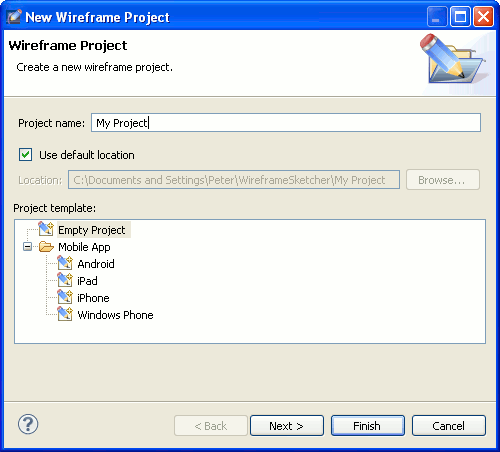 New Wireframe Project
Wireframe Project
Create a new wireframe project.
Project name: My Project
Use default location
Location: C:\Documents and Settings\Peter\WireframeSketcher\My Project Browse...
Project template:
Empty Project
Mobile App
Android
iPad
iPhone
Windows Phone
? < Back Next > Finish Cancel